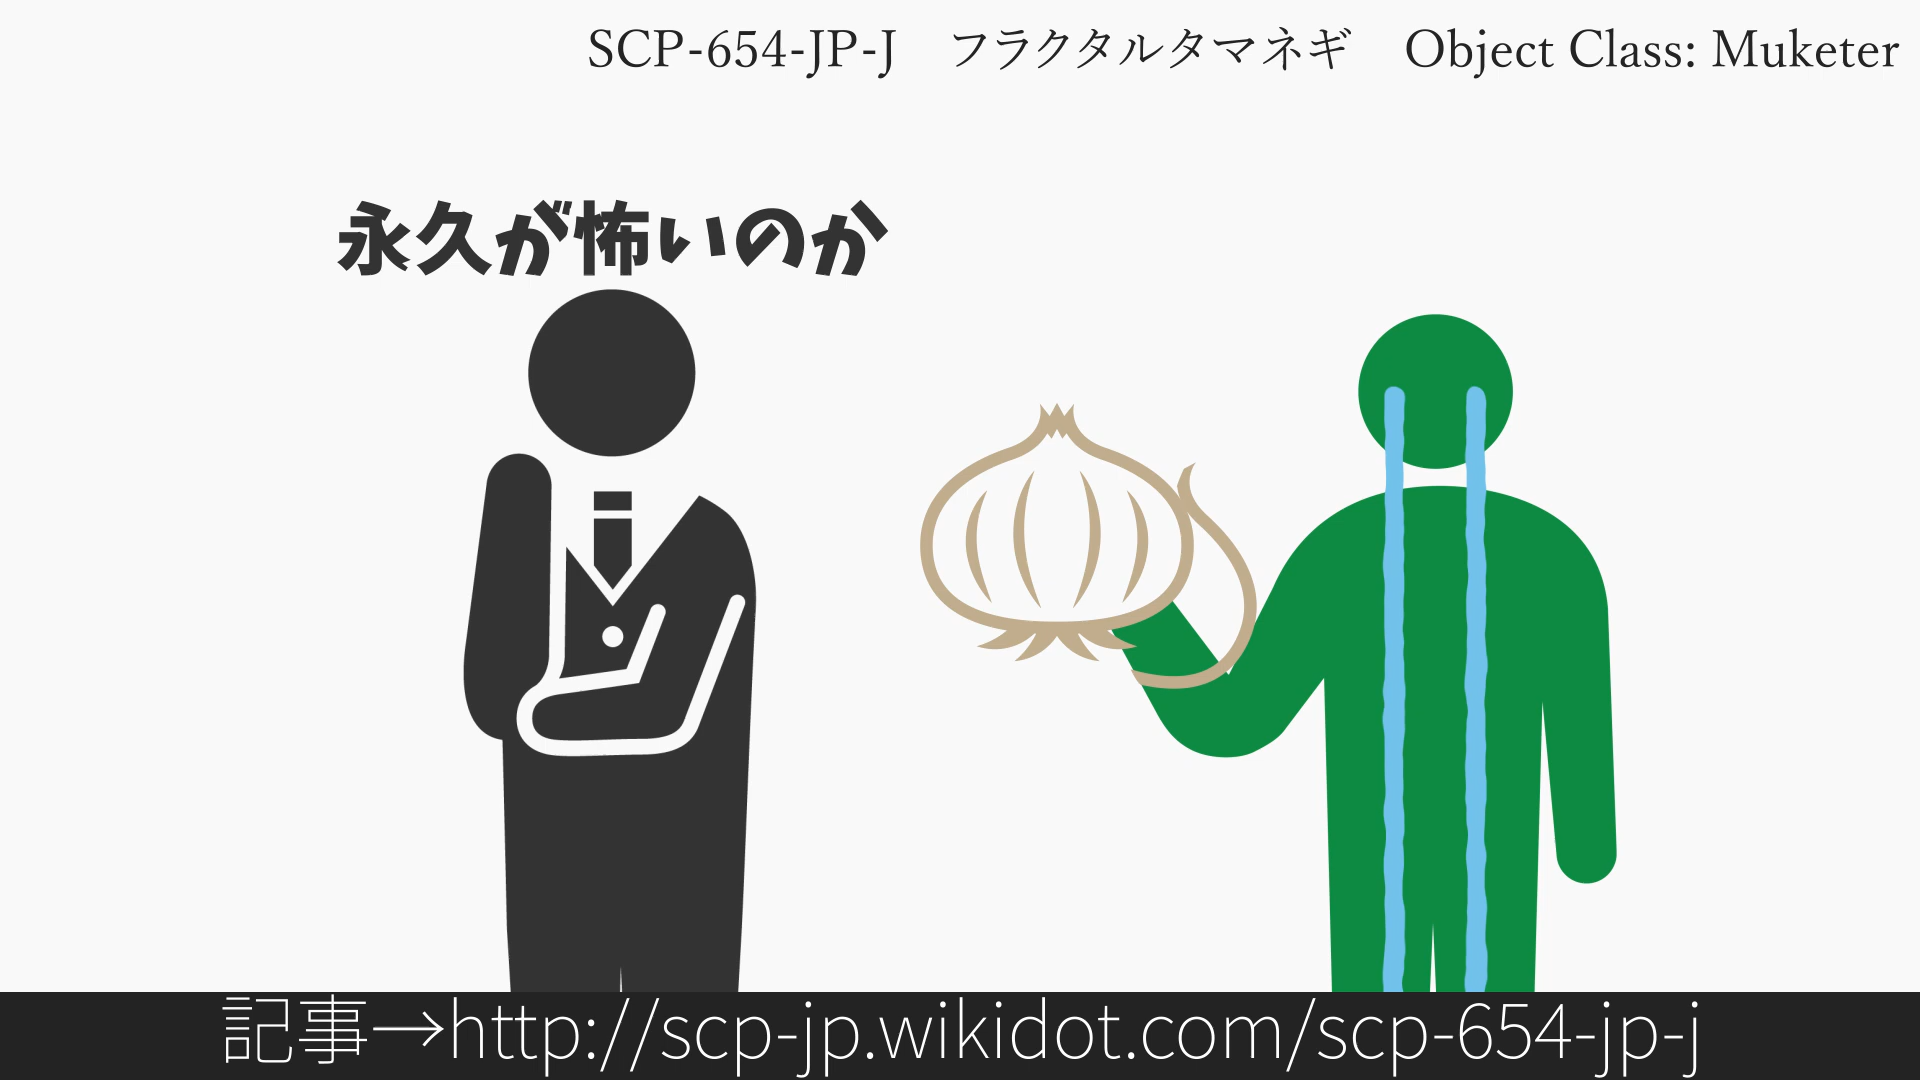 SCP-654-JP-J　フラクタルタマネギ　Object Class: Muketer
永久が怖いのか
記事→http://scp-jp.wikidot.com/scp-654-jp-j